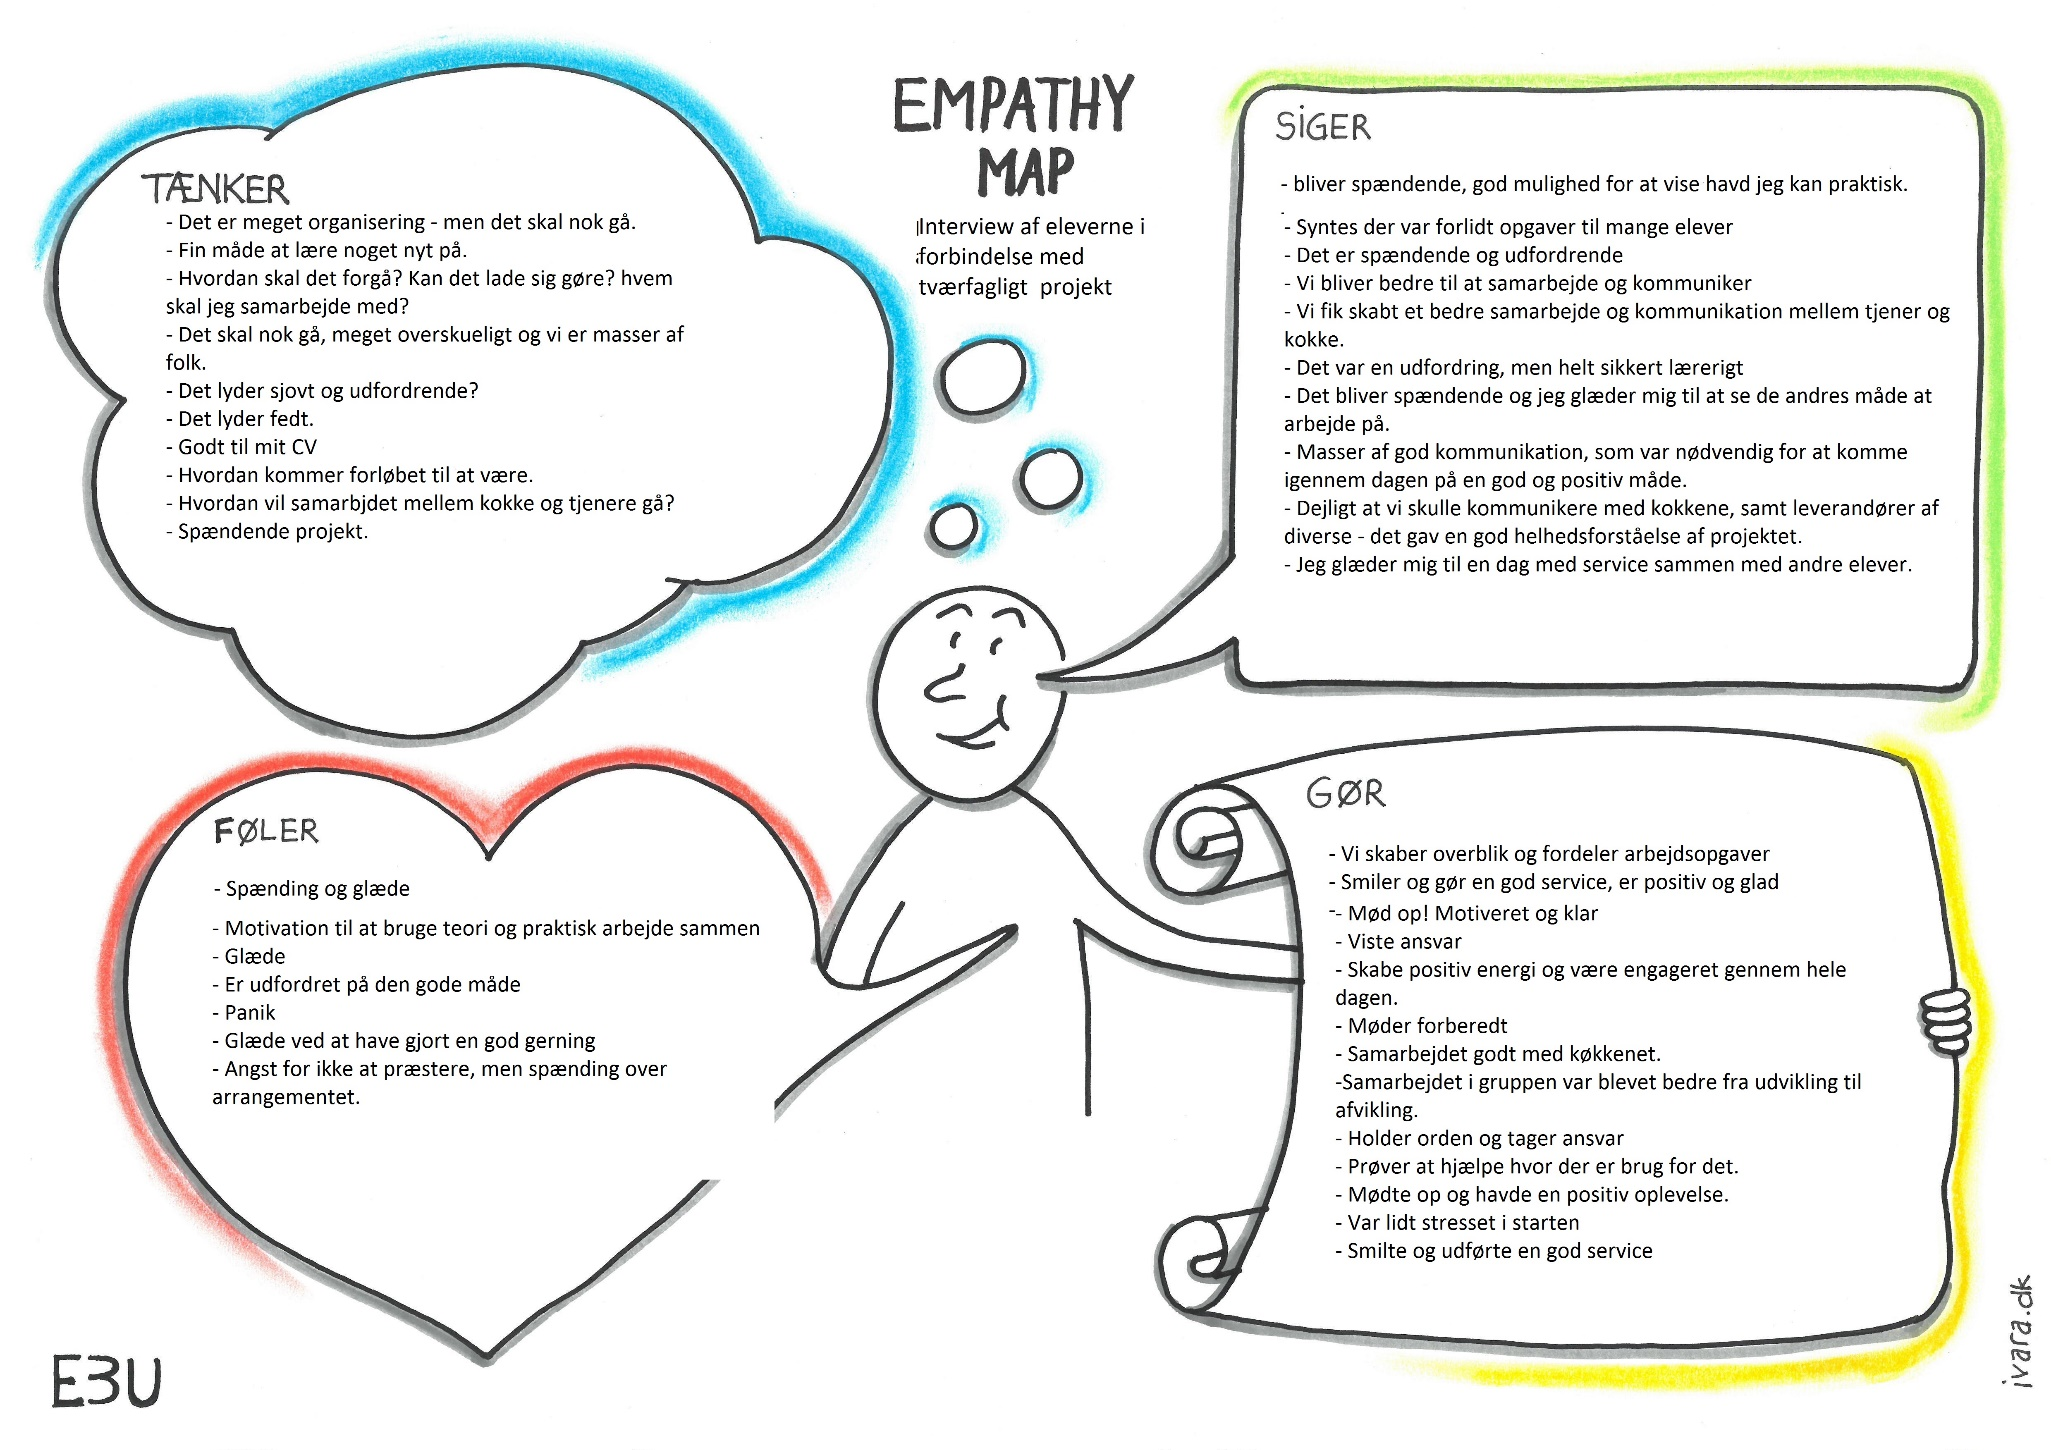 EMPATHY
MAP
Interview af eleverne i
forbindelse med
tværfagligt projekt
TÆNKER
- Det er meget organisering - men det skal nok gå.
- Fin måde at lære noget nyt på.
- Hvordan skal det forgå? Kan det lade sig gøre? hvem
skal jeg samarbejde med?
- Det skal nok gå, meget overskueligt og vi er masser af
folk.
- Det lyder sjovt og udfordrende?
- Det lyder fedt.
- Godt til mit CV
- Hvordan kommer forløbet til at være.
- Hvordan vil samarbjdet mellem kokke og tjenere gå?
- Spændende projekt.
SIGER
- bliver spændende, god mulighed for at vise havd jeg kan praktisk.
- Syntes der var forlidt opgaver til mange elever
- Det er spændende og udfordrende
- Vi bliver bedre til at samarbejde og kommuniker
- Vi fik skabt et bedre samarbejde og kommunikation mellem tjener og
kokke.
- Det var en udfordring, men helt sikkert lærerigt
- Det bliver spændende og jeg glæder mig til at se de andres måde at
arbejde på.
- Masser af god kommunikation, som var nødvendig for at komme
igennem dagen på en god og positiv måde.
- Dejligt at vi skulle kommunikere med kokkene, samt leverandører af
diverse - det gav en god helhedsforståelse af projektet.
- Jeg glæder mig til en dag med service sammen med andre elever.
FØLER
- Spænding og glæde
- Motivation til at bruge teori og praktisk arbejde sammen
- Glæde
- Er udfordret på den gode måde
- Panik
- Glæde ved at have gjort en god gerning
- Angst for ikke at præstere, men spænding over
arrangementet.
GØR
- Vi skaber overblik og fordeler arbejdsopgaver
- Smiler og gør en god service, er positiv og glad
-- Mød op! Motiveret og klar
- Viste ansvar
- Skabe positiv energi og være engageret gennem hele
dagen.
- Møder forberedt
- Samarbejdet godt med køkkenet.
-Samarbejdet i gruppen var blevet bedre fra udvikling til
afvikling.
- Holder orden og tager ansvar
- Prøver at hjælpe hvor der er brug for det.
- Mødte op og havde en positiv oplevelse.
- Var lidt stresset i starten
- Smilte og udførte en god service
E3U
ivara.dk